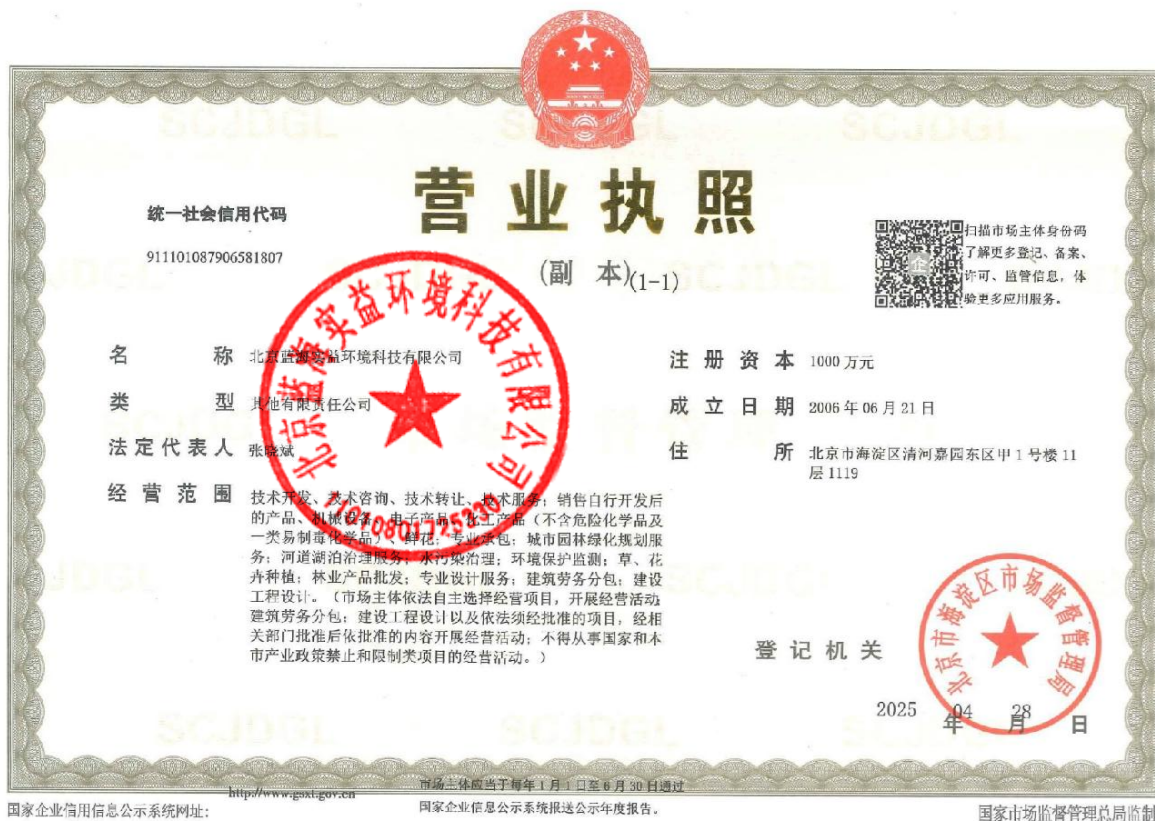 营业执照
(副 本)(1-1)
统一社会信用代码
911101087906581807
扫描市场主体身份码
了解更多登记、备案、
许可、监管信息，体
验更多应用服务。
名 称 北京蓝海实益环境科技有限公司
类 型 其他有限责任公司
法定代表人 张晓斌
经营范围 技术开发、技术咨询、技术转让、技术服务；销售自行开发后
的产品、机械设备、电子产品、化工产品（不含危险化学品及
一类易制毒化学品）、鲜花；专业承包；城市园林绿化规划服
务；河道湖泊治理服务；水污染治理；环境保护监测；草、花
卉种植；林业产品批发；专业设计服务；建筑劳务分包；建设
工程设计。（市场主体依法自主选择经营项目，开展经营活动
建筑劳务分包；建设工程设计以及依法须经批准的项目，经相
关部门批准后依批准的内容开展经营活动；不得从事国家和本
市产业政策禁止和限制类项目的经营活动。）
注册资本 1000万元
成立日期 2006年06月21日
住 所 北京市海淀区清河嘉园东区甲1号楼11
层1119
北京蓝海实益环境科技有限公司
登记机关
北京市海淀区市场监督管理局
2025年04月28日
国家企业信用信息公示系统网址：
http://www.gsxt.gov.cn
市场主体应当于每年1月1日至6月30日通过
国家企业信息公示系统报送公示年度报告。
国家市场监督管理总局监制
SCJDGL